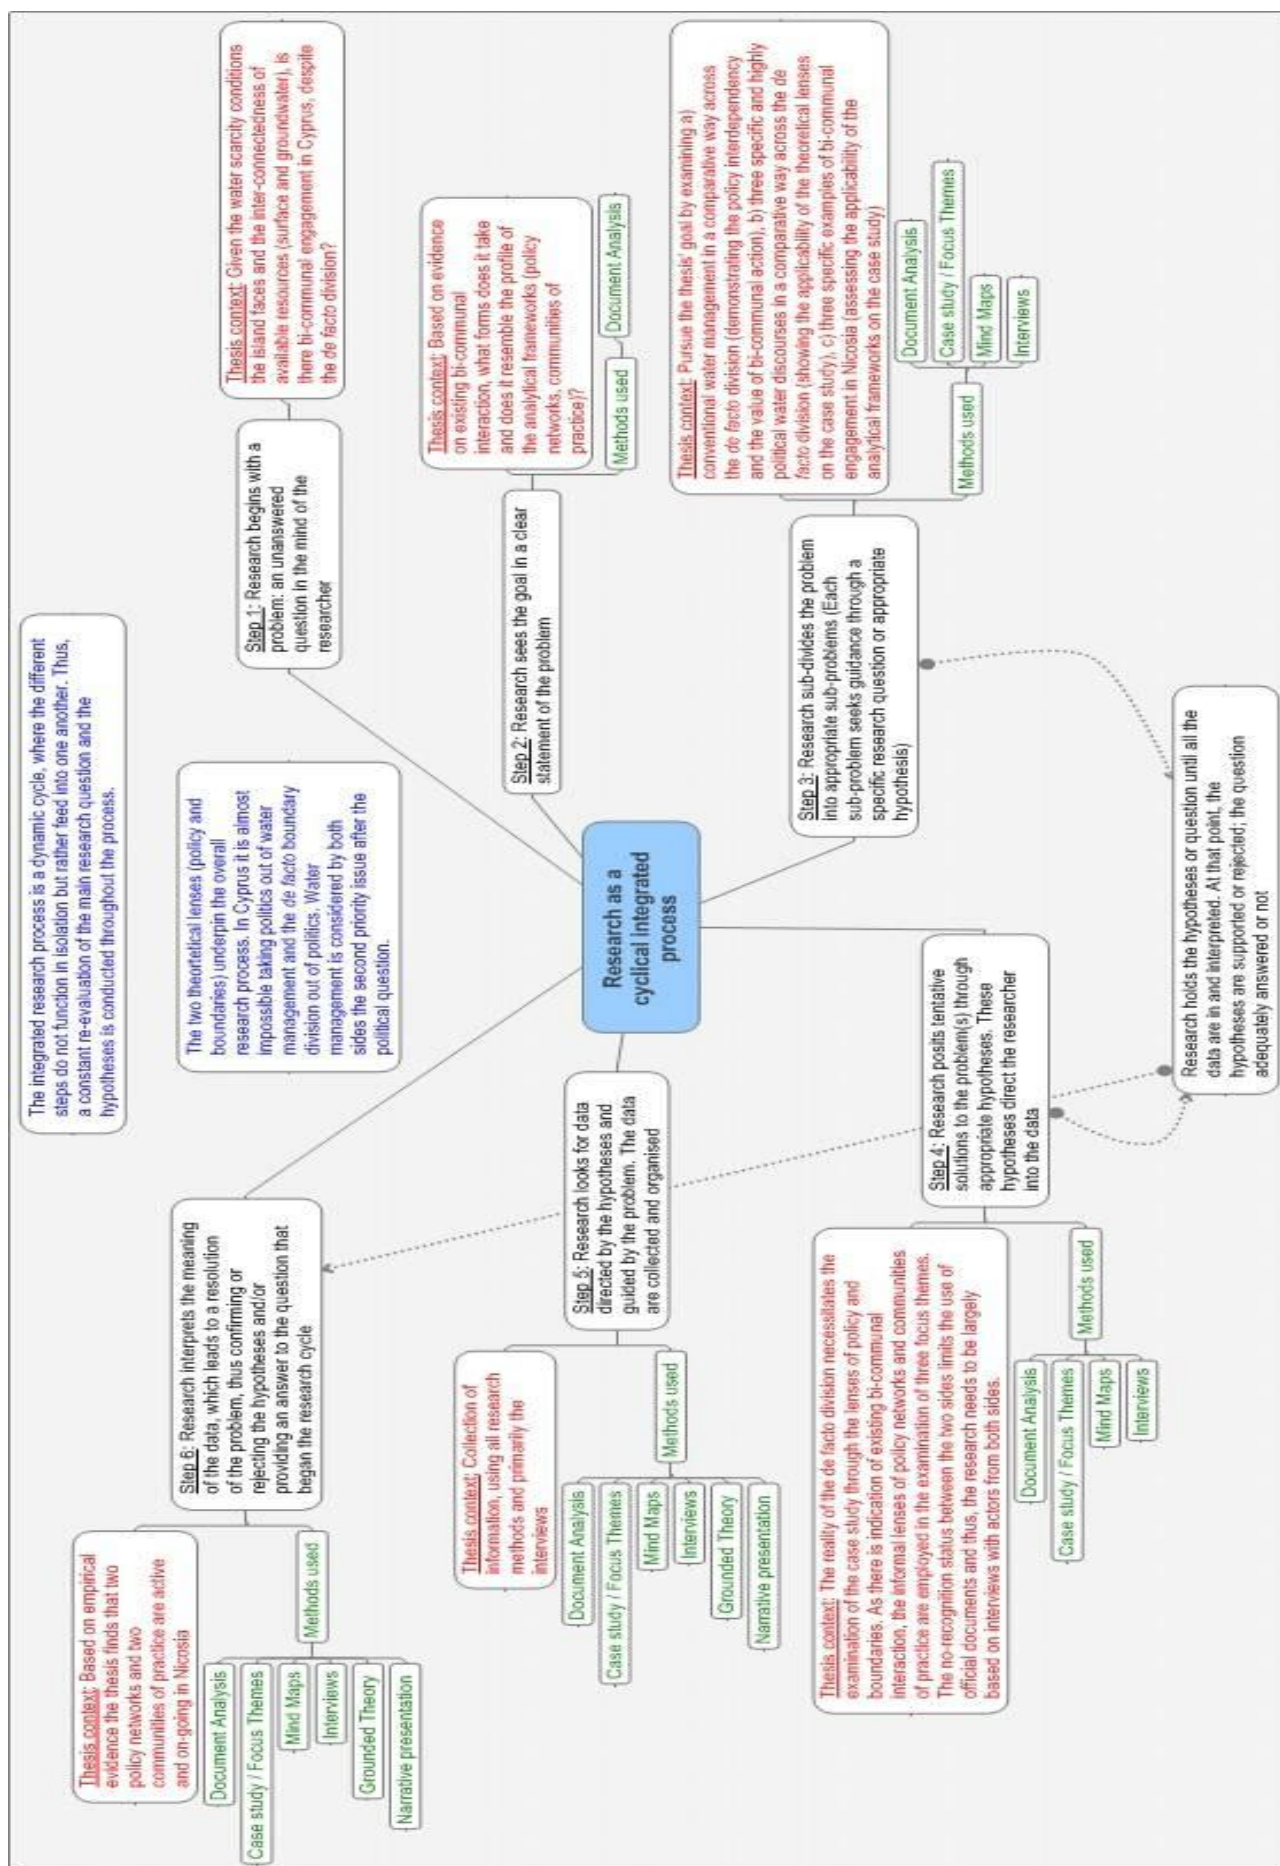 The integrated research process is a dynamic cycle, where the different
steps do not function in isolation but rather feed into one another. Thus,
a constant re-evaluation of the main research question and the
hypotheses is conducted throughout the process.
The two theortetical lenses (policy and
boundaries) underpin the overall
research process. In Cyprus it is almost
impossible taking politics out of water
management and the de facto boundary
division out of politics. Water
management is considered by both
sides the second priority issue after the
political question.
Research as a
cyclical integrated
process
Step 1: Research begins with a
problem: an unanswered
question in the mind of the
researcher
Thesis context: Given the water scarcity conditions
the island faces and the inter-connectedness of
available resources (surface and groundwater), is
there bi-communal engagement in Cyprus, despite
the de facto division?
Step 2: Research sees the goal in a clear
statement of the problem
Thesis context: Based on evidence
on existing bi-communal
interaction, what forms does it take
and does it resemble the profile of
the analytical frameworks (policy
networks, communities of
practice)?
Methods used
Document Analysis
Step 3: Research sub-divides the problem
into appropriate sub-problems (Each
sub-problem seeks guidance through a
specific research question or appropriate
hypothesis)
Thesis context: Pursue the thesis' goal by examining a)
conventional water management in a comparative way across
the de facto division (demonstrating the policy interdependency
and the value of bi-communal action), b) three specific and highly
political water discourses in a comparative way across the de
facto division (showing the applicability of the theoretical lenses
on the case study), c) three specific examples of bi-communal
engagement in Nicosia (assessing the applicability of the
analytical frameworks on the case study)
Methods used
Document Analysis
Case study / Focus Themes
Mind Maps
Interviews
Step 4: Research posits tentative
solutions to the problem(s) through
appropriate hypotheses. These
hypotheses direct the researcher
into the data
Thesis context: The reality of the de facto division necessitates the
examination of the case study through the lenses of policy and
boundaries. As there is indication of existing bi-communal
interaction, the informal lenses of policy networks and communities
of practice are employed in the examination of three focus themes.
The no-recognition status between the two sides limits the use of
official documents and thus, the research needs to be largely
based on interviews with actors from both sides.
Methods used
Document Analysis
Case study / Focus Themes
Mind Maps
Interviews
Research holds the hypotheses or question until all the
data are in and interpreted. At that point, the
hypotheses are supported or rejected; the question
adequately answered or not
Step 5: Research looks for data
directed by the hypotheses and
guided by the problem. The data
are collected and organised
Thesis context: Collection of
information, using all research
methods and primarily the
interviews
Methods used
Document Analysis
Case study / Focus Themes
Mind Maps
Interviews
Grounded Theory
Narrative presentation
Step 6: Research interprets the meaning
of the data, which leads to a resolution
of the problem, thus confirming or
rejecting the hypotheses and/or
providing an answer to the question that
began the research cycle
Thesis context: Based on empirical
evidence the thesis finds that two
policy networks and two
communities of practice are active
and on-going in Nicosia
Methods used
Document Analysis
Case study / Focus Themes
Mind Maps
Interviews
Grounded Theory
Narrative presentation